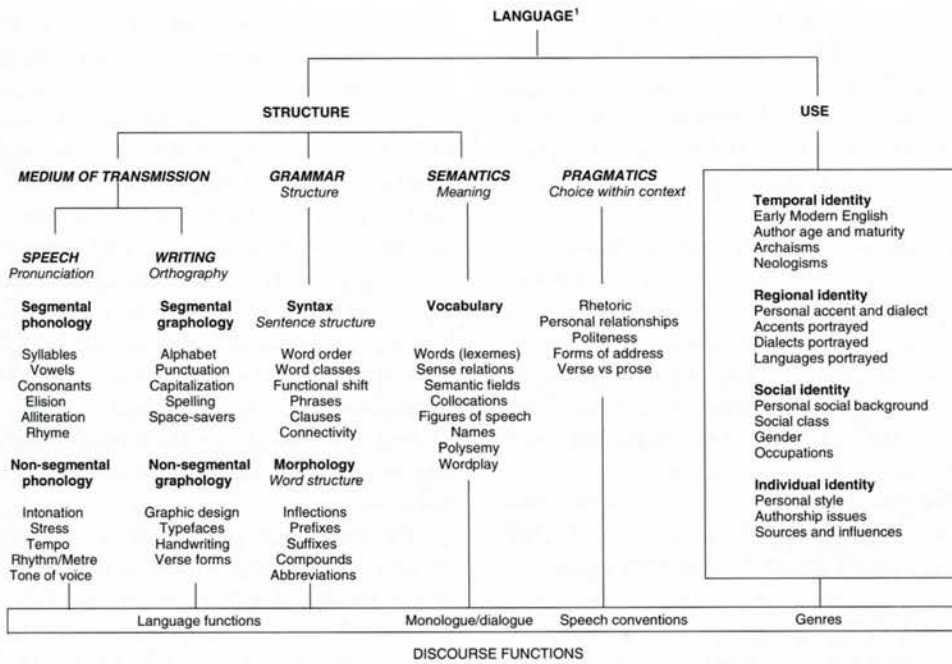 LANGUAGE¹
STRUCTURE
USE
MEDIUM OF TRANSMISSION
GRAMMAR
Structure
SEMANTICS
Meaning
PRAGMATICS
Choice within context
SPEECH
Pronunciation
WRITING
Orthography
Segmental
phonology
Syllables
Vowels
Consonants
Elision
Alliteration
Rhyme
Non-segmental
phonology
Intonation
Stress
Tempo
Rhythm/Metre
Tone of voice
Segmental
graphology
Alphabet
Punctuation
Capitalization
Spelling
Space-savers
Non-segmental
graphology
Graphic design
Typefaces
Handwriting
Verse forms
Syntax
Sentence structure
Word order
Word classes
Functional shift
Phrases
Clauses
Connectivity
Morphology
Word structure
Inflections
Prefixes
Suffixes
Compounds
Abbreviations
Vocabulary
Words (lexemes)
Sense relations
Semantic fields
Collocations
Figures of speech
Names
Polysemy
Wordplay
Rhetoric
Personal relationships
Politeness
Forms of address
Verse vs prose
Temporal identity
Early Modern English
Author age and maturity
Archaisms
Neologisms
Regional identity
Personal accent and dialect
Accents portrayed
Dialects portrayed
Languages portrayed
Social identity
Personal social background
Social class
Gender
Occupations
Individual identity
Personal style
Authorship issues
Sources and influences
Language functions
Monologue/dialogue
Speech conventions
Genres
DISCOURSE FUNCTIONS